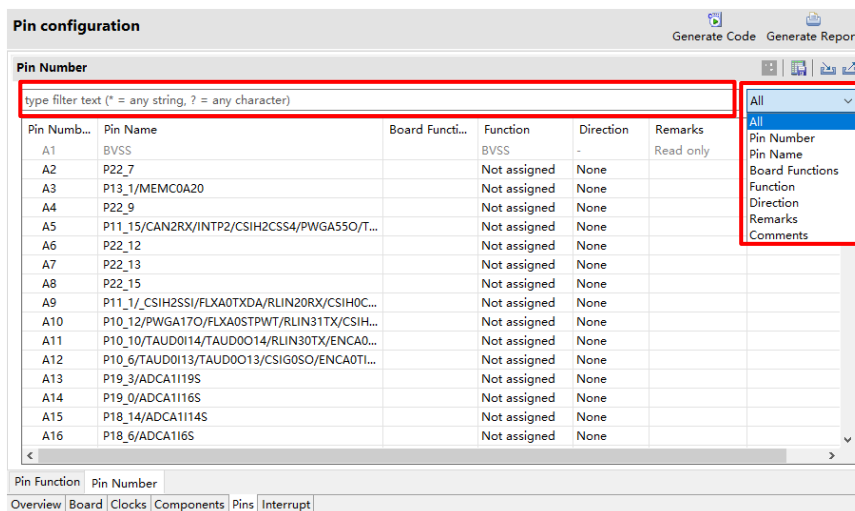 Pin configuration
Generate Code Generate Repor
Pin Number
type filter text (* = any string, ? = any character)
All
All
Pin Number
Pin Name
Board Functions
Function
Direction
Remarks
Comments
Pin Numb... Pin Name Board Functi... Function Direction Remarks
A1 BVSS BVSS - Read only
A2 P22_7 Not assigned None
A3 P13_1/MEMC0A20 Not assigned None
A4 P22_9 Not assigned None
A5 P11_15/CAN2RX/INTP2/CSIH2CSS4/PWGA55O/T... Not assigned None
A6 P22_12 Not assigned None
A7 P22_13 Not assigned None
A8 P22_15 Not assigned None
A9 P11_1/_CSIH2SSI/FLXA0TXDA/RLIN20RX/CSIH0C... Not assigned None
A10 P10_12/PWGA17O/FLXA0STPWT/RLIN31TX/CSIH... Not assigned None
A11 P10_10/TAUD0I14/TAUD0O14/RLIN30TX/ENCA0... Not assigned None
A12 P10_6/TAUD0I13/TAUD0O13/CSIG0SO/ENCA0TI... Not assigned None
A13 P19_3/ADCA1I19S Not assigned None
A14 P19_0/ADCA1I16S Not assigned None
A15 P18_14/ADCA1I14S Not assigned None
A16 P18_6/ADCA1I6S Not assigned None
Pin Function Pin Number
Overview Board Clocks Components Pins Interrupt